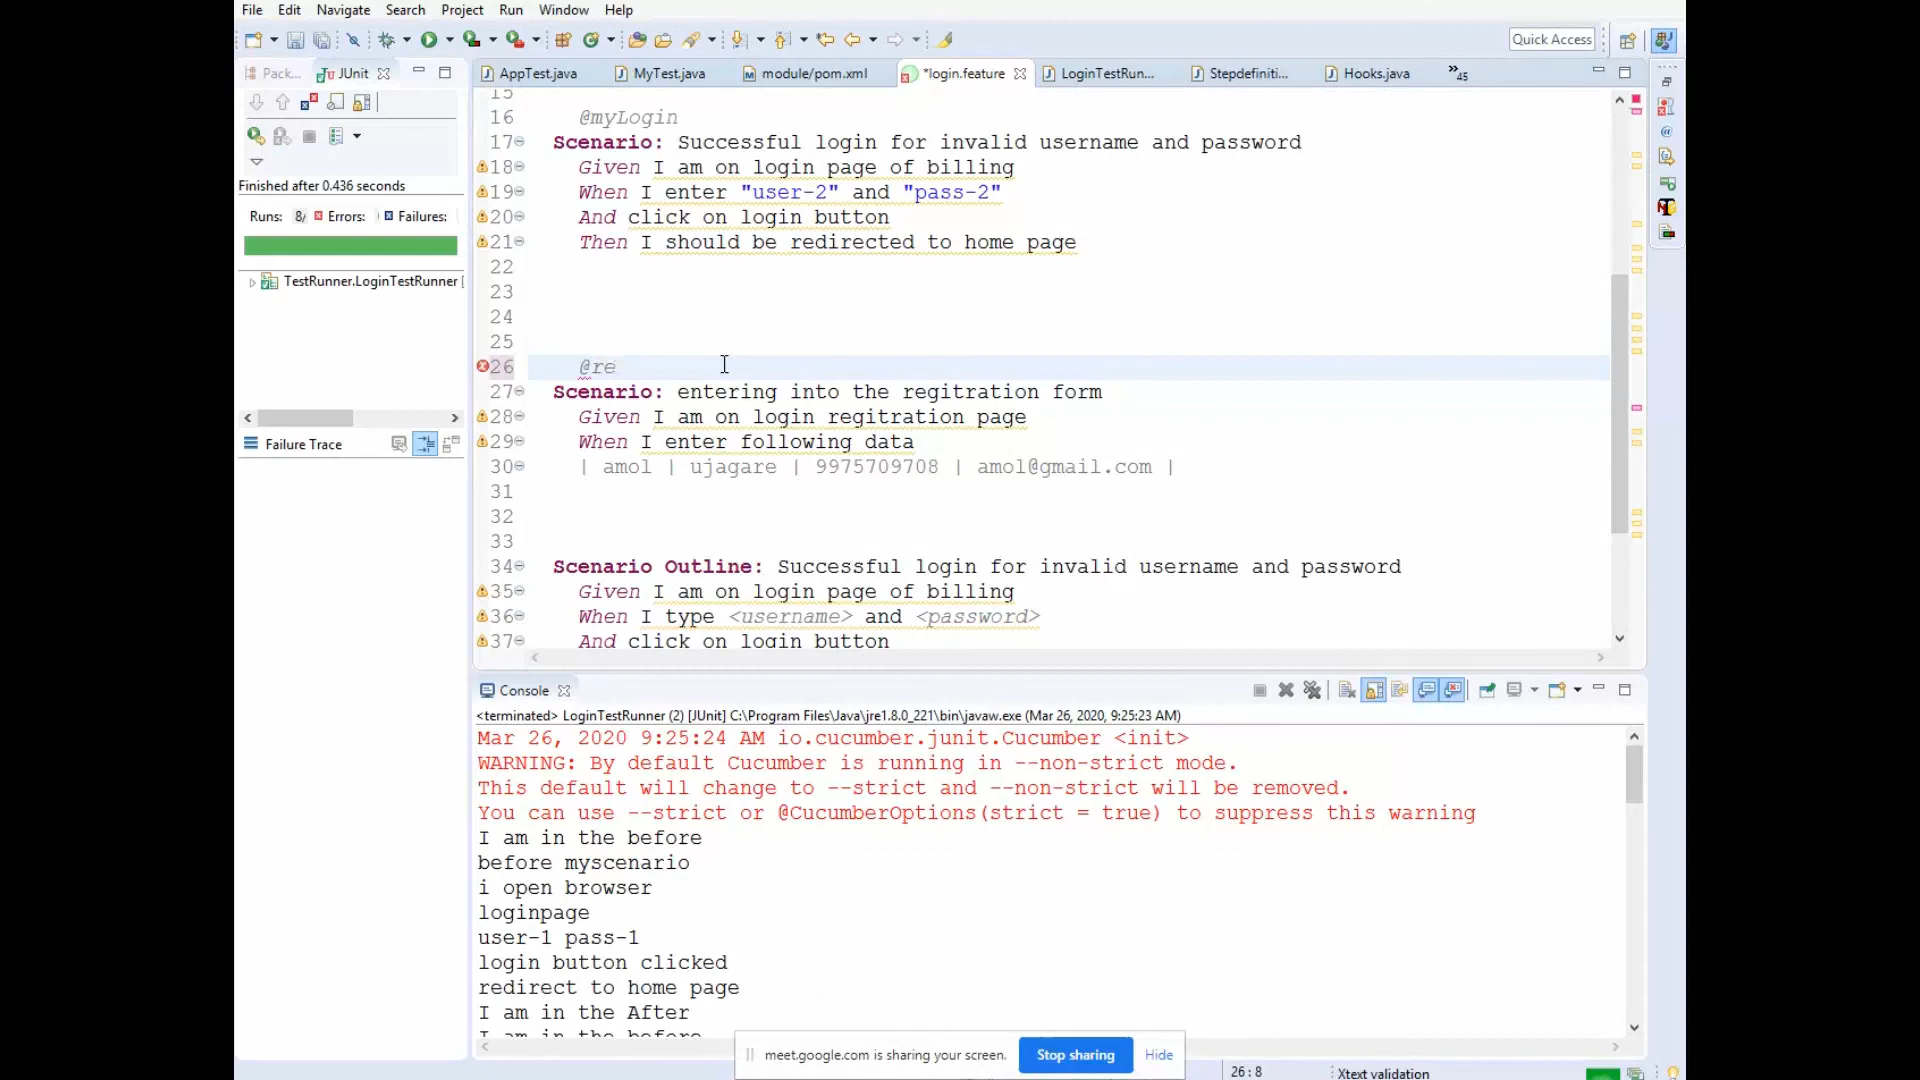 File Edit Navigate Search Project Run Window Help
Quick Access
Pack... JUnit
AppTest.java MyTest.java module/pom.xml *login.feature LoginTestRun... Stepdefiniti... Hooks.java »45
Finished after 0.436 seconds
Runs: 8/ Errors: Failures:
TestRunner.LoginTestRunner [
Failure Trace
15
16 @myLogin
17 Scenario: Successful login for invalid username and password
18 Given I am on login page of billing
19 When I enter "user-2" and "pass-2"
20 And click on login button
21 Then I should be redirected to home page
22
23
24
25
26 @re
27 Scenario: entering into the regitration form
28 Given I am on login regitration page
29 When I enter following data
30 | amol | ujagare | 9975709708 | amol@gmail.com |
31
32
33
34 Scenario Outline: Successful login for invalid username and password
35 Given I am on login page of billing
36 When I type <username> and <password>
37 And click on login button
Console
<terminated> LoginTestRunner (2) [JUnit] C:\Program Files\Java\jre1.8.0_221\bin\javaw.exe (Mar 26, 2020, 9:25:23 AM)
Mar 26, 2020 9:25:24 AM io.cucumber.junit.Cucumber <init>
WARNING: By default Cucumber is running in --non-strict mode.
This default will change to --strict and --non-strict will be removed.
You can use --strict or @CucumberOptions(strict = true) to suppress this warning
I am in the before
before myscenario
i open browser
loginpage
user-1 pass-1
login button clicked
redirect to home page
I am in the After
I am in the before
meet.google.com is sharing your screen. Stop sharing Hide
26 : 8 Xtext validation